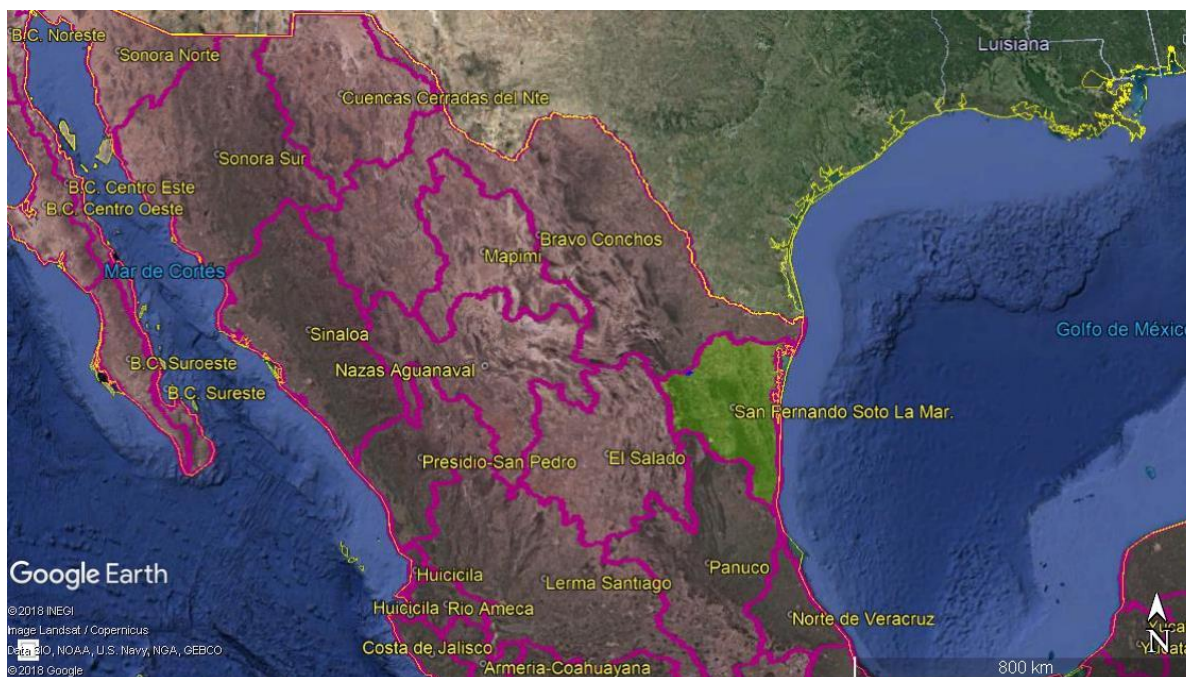 B.C. Noreste
Sonora Norte
Luisiana
Cuencas Cerradas del Nte
Sonora Sur
B.C. Centro Este
B.C. Centro Oeste
Bravo Conchos
Mapimi
Mar de Cortés
Golfo de México
Sinaloa
Nazas Aguanaval
B.C. Suroeste
B.C. Sureste
San Fernando Soto La Mar.
Presidio-San Pedro
El Salado
Google Earth
Huicicila
Lerma Santiago
Panuco
© 2018 INEGI
Huicicila Rio Ameca
Norte de Veracruz
Image Landsat / Copernicus
Costa de Jalisco
N
Data SIO, NOAA, U.S. Navy, NGA, GEBCO
Armeria-Coahuayana
800 km
© 2018 Google